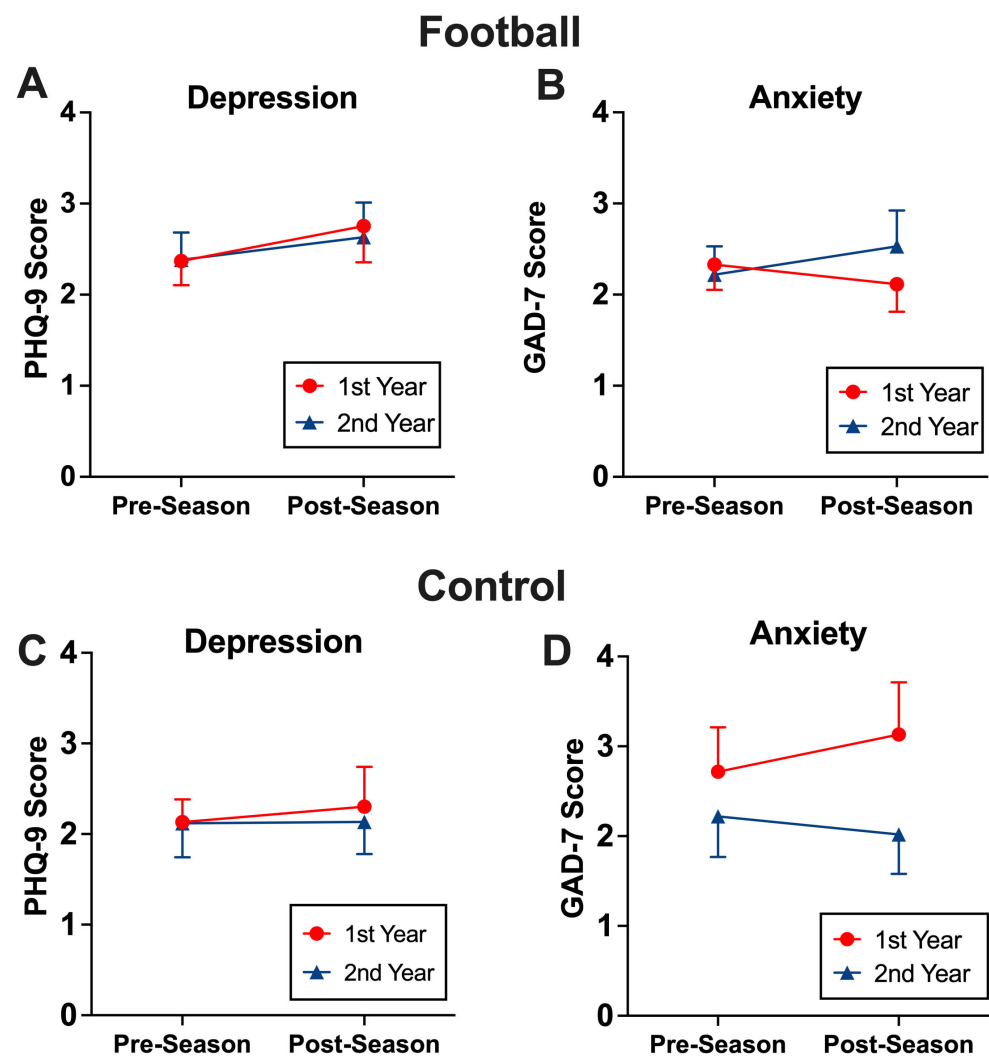 Football
A
Depression
PHQ-9 Score
4
3
2
1
0
1st Year
2nd Year
Pre-Season
Post-Season
B
Anxiety
GAD-7 Score
4
3
2
1
0
1st Year
2nd Year
Pre-Season
Post-Season
Control
C
Depression
PHQ-9 Score
4
3
2
1
0
1st Year
2nd Year
Pre-Season
Post-Season
D
Anxiety
GAD-7 Score
4
3
2
1
0
1st Year
2nd Year
Pre-Season
Post-Season